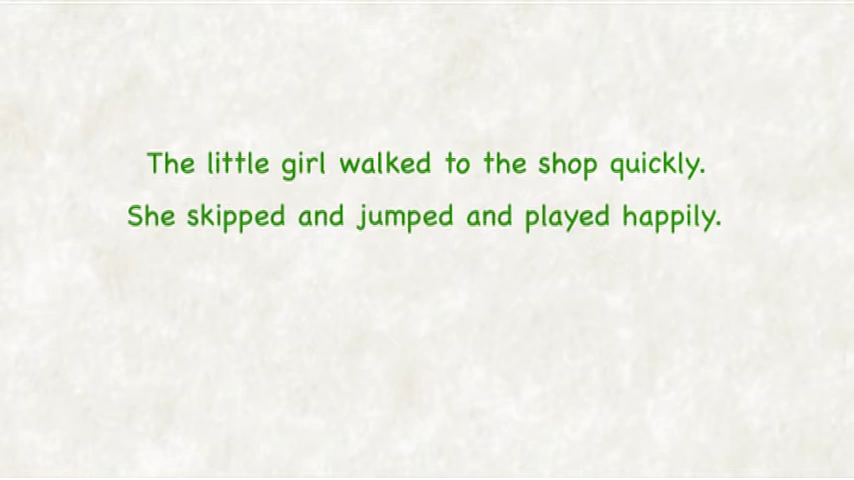 The little girl walked to the shop quickly.
She skipped and jumped and played happily.